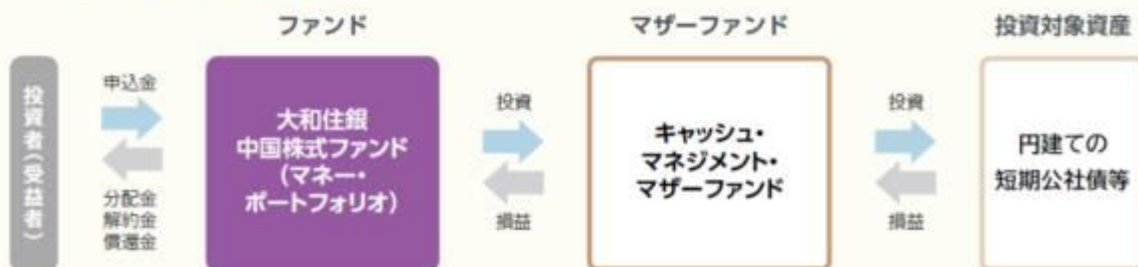 ファンド
マザーファンド
投資対象資産
投資者(受益者)
申込金
分配金
解約金
償還金
大和住銀
中国株式ファンド
(マネー・
ポートフォリオ)
投資
損益
キャッシュ・
マネジメント・
マザーファンド
投資
損益
円建ての
短期公社債等